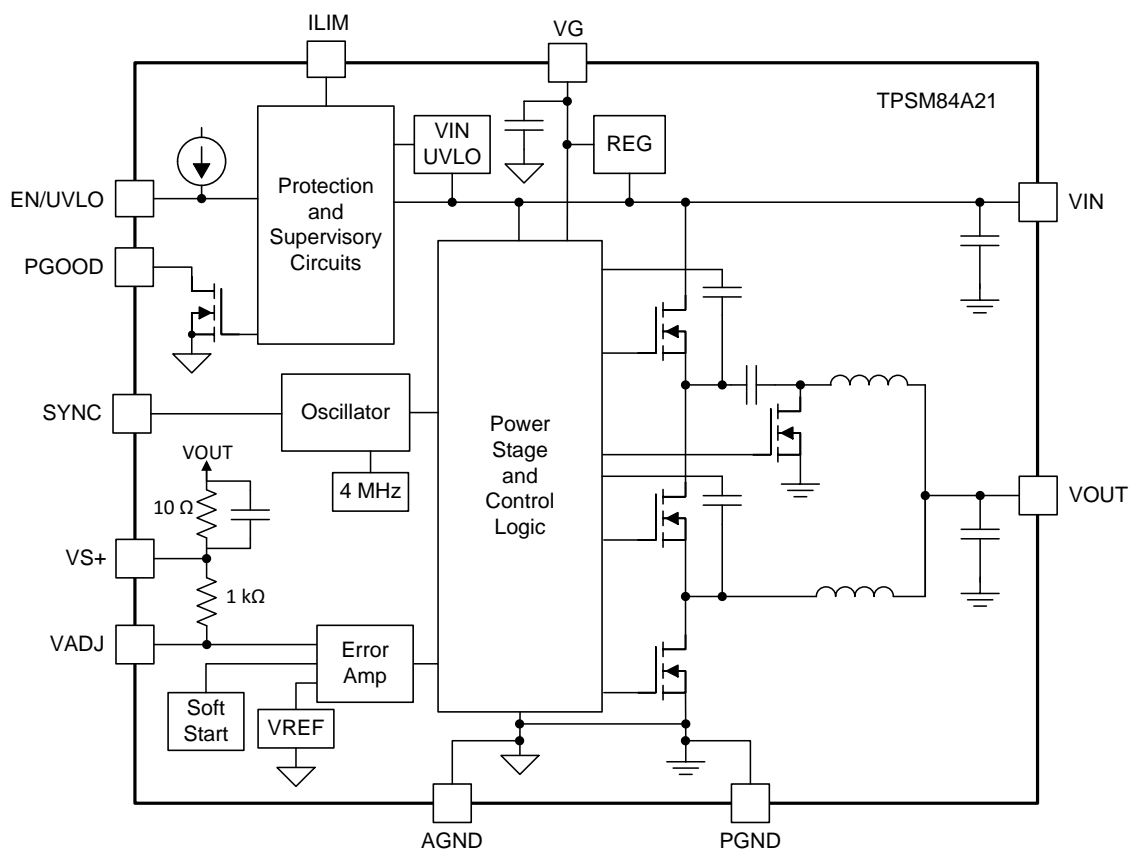 ILIM
VG
TPSM84A21
VIN
UVLO
REG
EN/UVLO
Protection
and
Supervisory
Circuits
VIN
PGOOD
SYNC
Oscillator
4 MHz
Power
Stage
and
Control
Logic
VOUT
10 Ω
VOUT
VS+
1 kΩ
VADJ
Error
Amp
Soft
Start
VREF
AGND
PGND